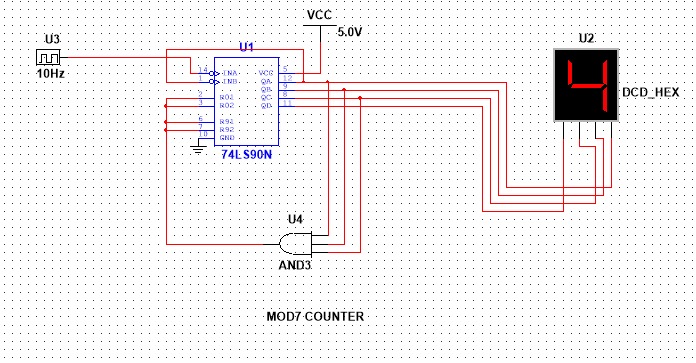 VCC
5.0V
U3
10Hz
U1
14 INA VCC 5
1 INB QA 12
QB 9
2 R01 QC 8
3 R02 QD 11
6 R91
7 R92
10 GND
74LS90N
U2
4
DCD_HEX
U4
AND3
MOD7 COUNTER